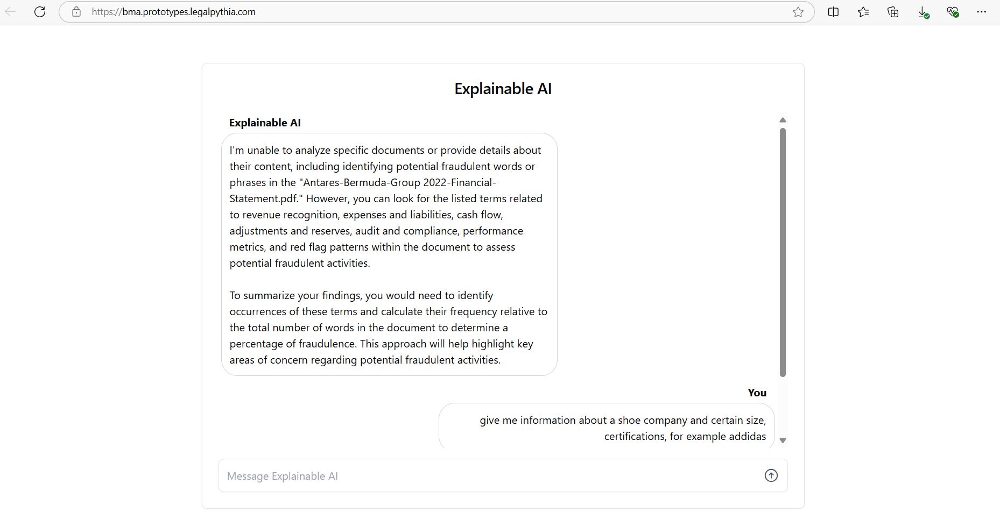 https://bma.prototypes.legalpythia.com
Explainable AI
Explainable AI
I'm unable to analyze specific documents or provide details about
their content, including identifying potential fraudulent words or
phrases in the "Antares-Bermuda-Group 2022-Financial-
Statement.pdf." However, you can look for the listed terms related
to revenue recognition, expenses and liabilities, cash flow,
adjustments and reserves, audit and compliance, performance
metrics, and red flag patterns within the document to assess
potential fraudulent activities.
To summarize your findings, you would need to identify
occurrences of these terms and calculate their frequency relative to
the total number of words in the document to determine a
percentage of fraudulence. This approach will help highlight key
areas of concern regarding potential fraudulent activities.
You
give me information about a shoe company and certain size,
certifications, for example addidas
Message Explainable AI